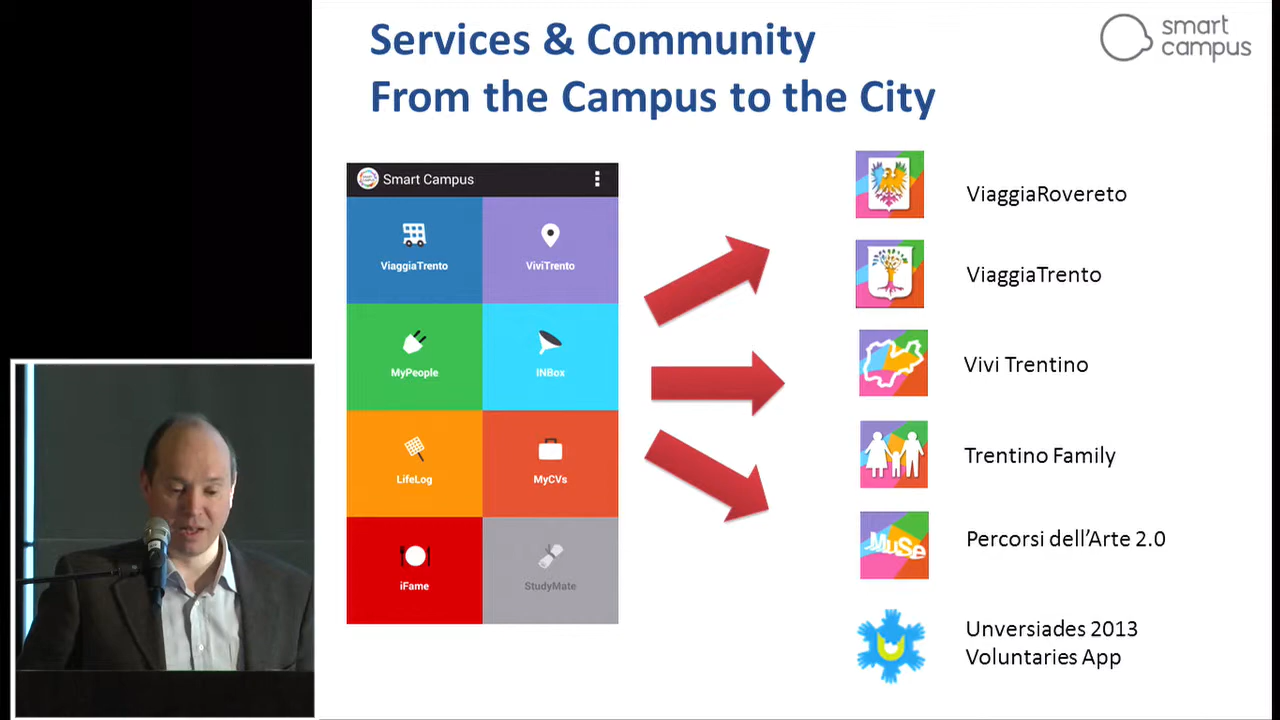 Services & Community
From the Campus to the City
smart
campus
Smart Campus
ViaggiaTrento
ViviTrento
MyPeople
INBox
LifeLog
MyCVs
iFame
StudyMate
ViaggiaRovereto
ViaggiaTrento
Vivi Trentino
Trentino Family
MUSe
Percorsi dell’Arte 2.0
Unversiades 2013
Voluntaries App